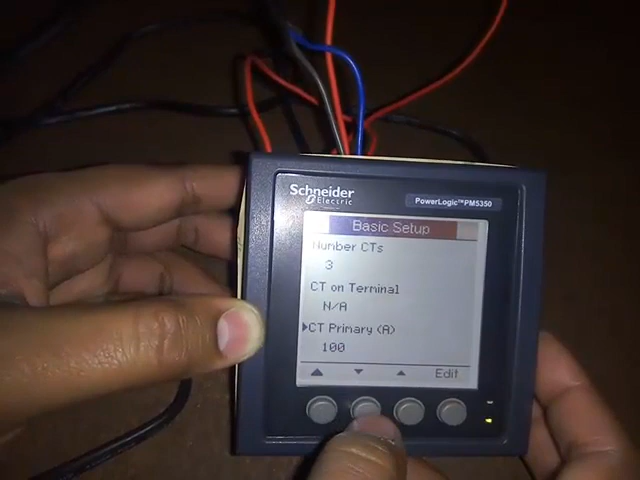 Schneider
Electric
PowerLogic™PM5350
Basic Setup
Number CTs
3
CT on Terminal
N/A
CT Primary (A)
100
Edit